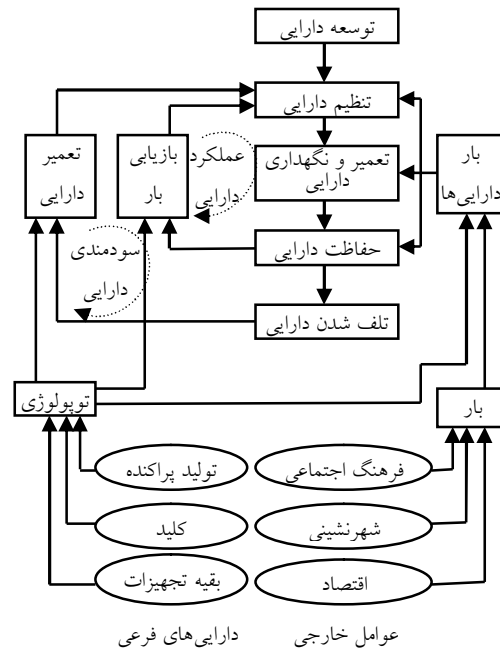 توسعه دارایی
تنظیم دارایی
تعمیر و نگهداری
دارایی
حفاظت دارایی
تلف شدن دارایی
بار
دارایی‌ها
عملکرد
دارایی
بازیابی
بار
تعمیر
دارایی
سودمندی
دارایی
بار
توپولوژی
فرهنگ اجتماعی
تولید پراکنده
شهرنشینی
کلید
اقتصاد
بقیه تجهیزات
عوامل خارجی
دارایی‌های فرعی